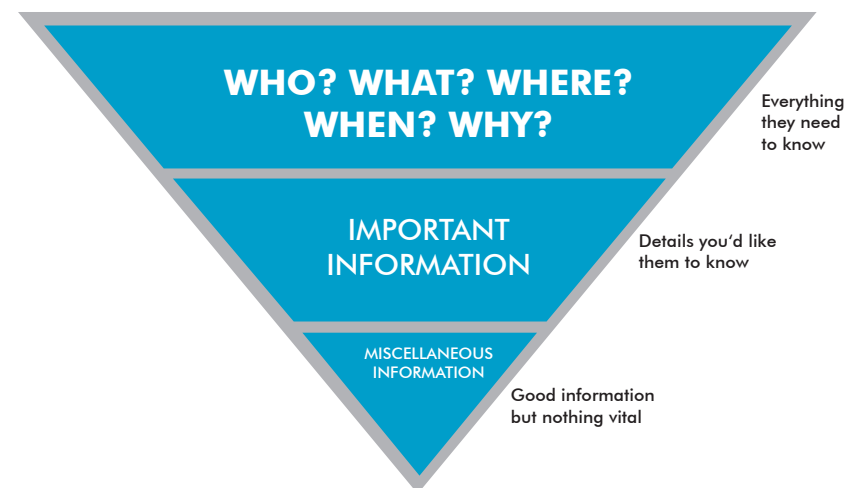 WHO? WHAT? WHERE?
WHEN? WHY?
Everything
they need
to know
IMPORTANT
INFORMATION
Details you‘d like
them to know
MISCELLANEOUS
INFORMATION
Good information
but nothing vital